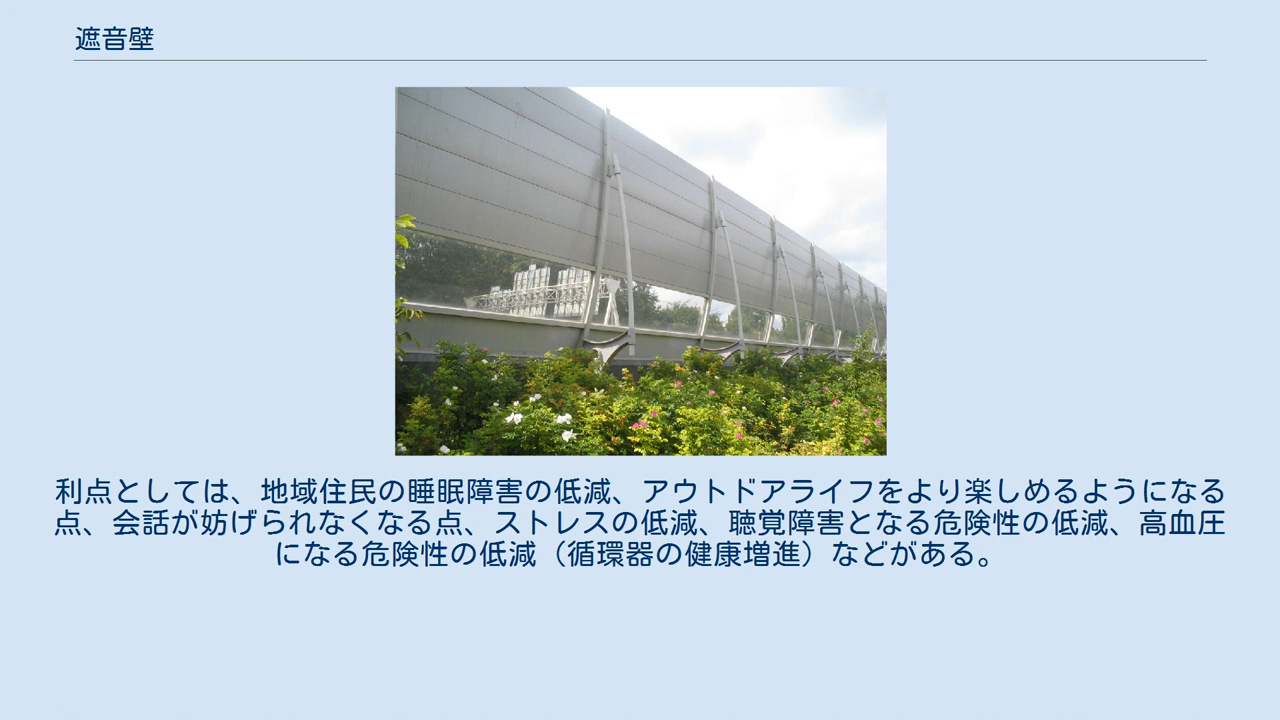 遮音壁
利点としては、地域住民の睡眠障害の低減、アウトドアライフをより楽しめるようになる
点、会話が妨げられなくなる点、ストレスの低減、聴覚障害となる危険性の低減、高血圧
になる危険性の低減（循環器の健康増進）などがある。